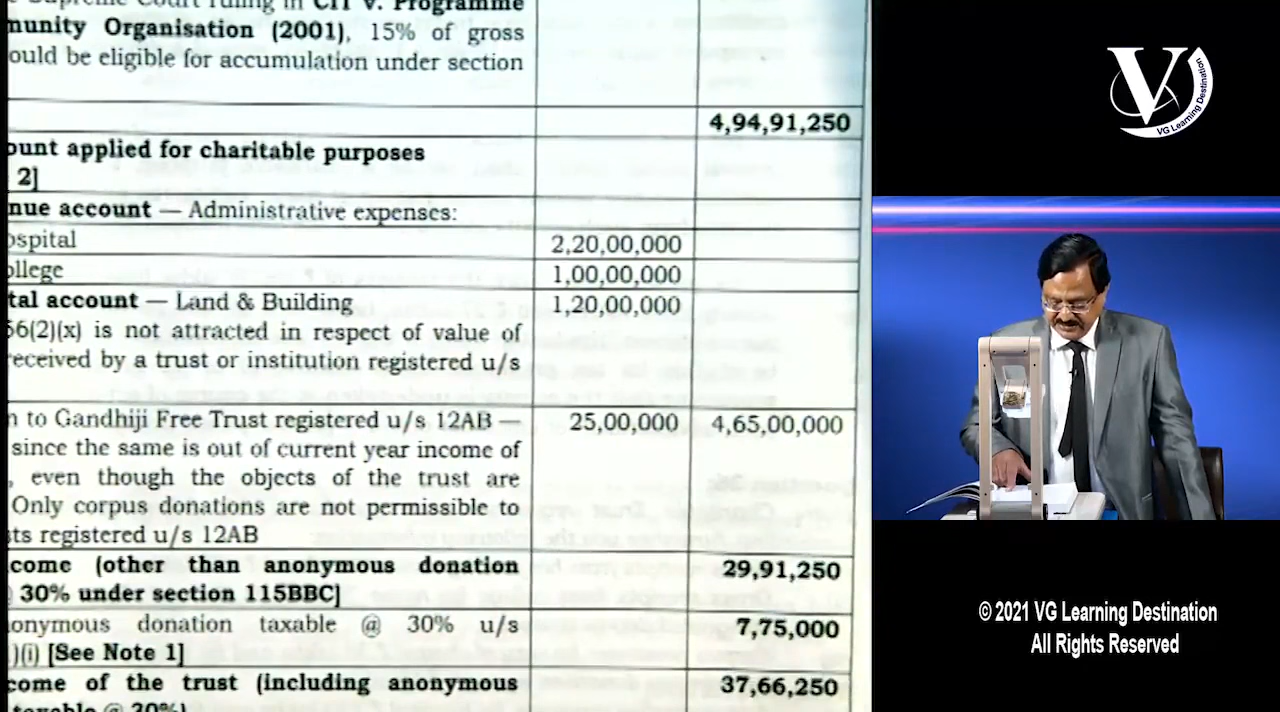 Supreme Court ruling in CIT v. Programme
munity Organisation (2001), 15% of gross
ould be eligible for accumulation under section
4,94,91,250
ount applied for charitable purposes
2]
nue account — Administrative expenses:
ospital 2,20,00,000
ollege 1,00,00,000
tal account — Land & Building 1,20,00,000
56(2)(x) is not attracted in respect of value of
eceived by a trust or institution registered u/s
n to Gandhiji Free Trust registered u/s 12AB — 25,00,000 4,65,00,000
since the same is out of current year income of
, even though the objects of the trust are
Only corpus donations are not permissible to
sts registered u/s 12AB
come (other than anonymous donation 29,91,250
30% under section 115BBC]
onymous donation taxable @ 30% u/s 7,75,000
)(i) [See Note 1]
come of the trust (including anonymous 37,66,250
taxable @ 30%)
V
VG Learning Destination
© 2021 VG Learning Destination
All Rights Reserved